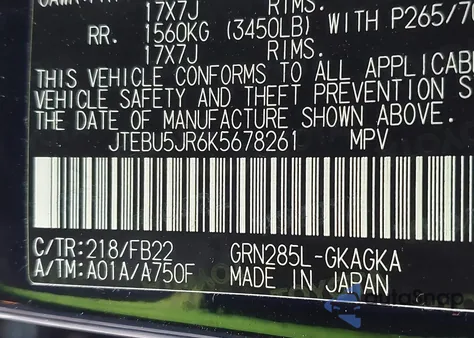 17X7J RIMS.
RR. 1560KG (3450LB) WITH P265/7
17X7J RIMS.
THIS VEHICLE CONFORMS TO ALL APPLICAB
VEHICLE SAFETY AND THEFT PREVENTION S
THE DATE OF MANUFACTURE SHOWN ABOVE.
JTEBU5JR6K5678261 MPV
C/TR:218/FB22 GRN285L-GKAGKA
A/TM:A01A/A750F MADE IN JAPAN
AutoSnap